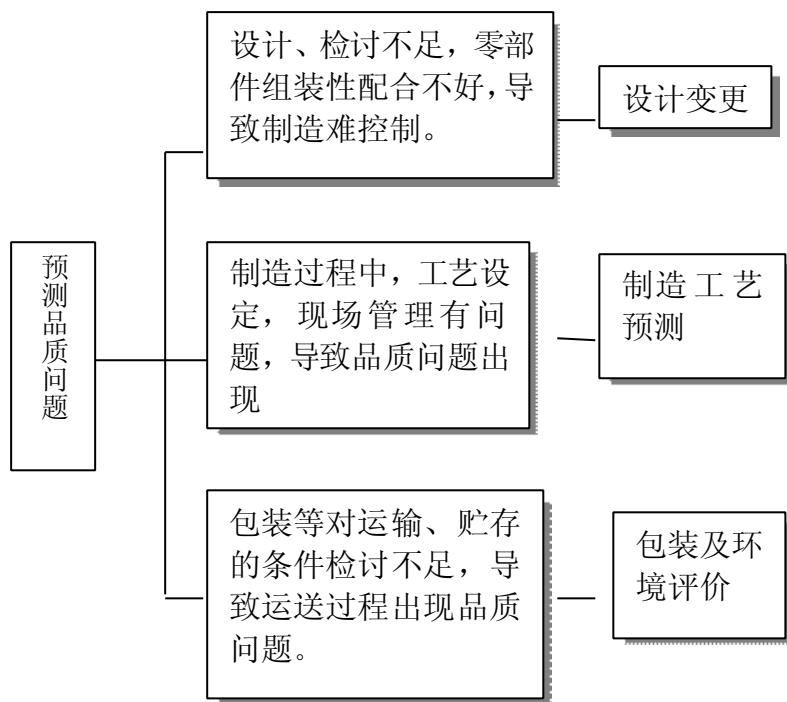 预测品质问题
设计、检讨不足，零部
件组装性配合不好，导
致制造难控制。
设计变更
制造过程中，工艺设
定，现场管理有问
题，导致品质问题出
现
制造工艺
预测
包装等对运输、贮存
的条件检讨不足，导
致运送过程出现品质
问题。
包装及环
境评价